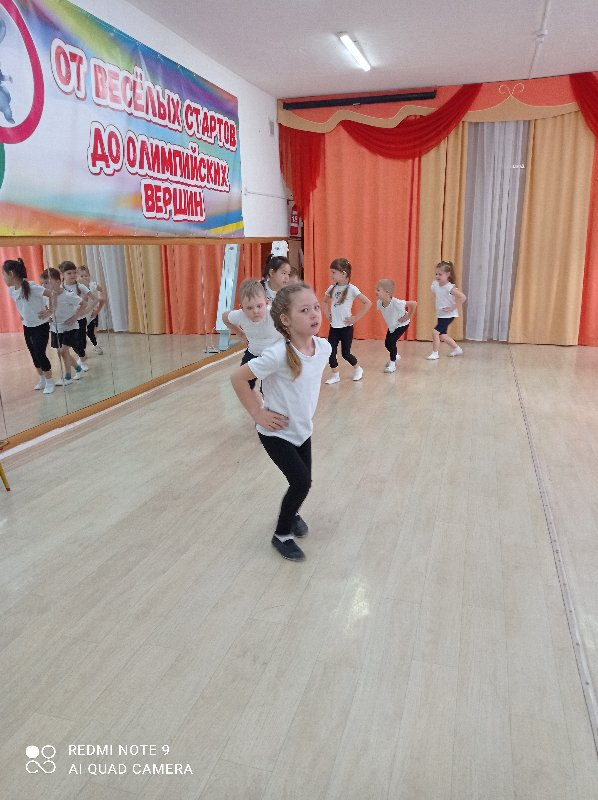 ОТ ВЕСЁЛЫХ СТАРТОВ
ДО ОЛИМПИЙСКИХ
ВЕРШИН
REDMI NOTE 9
AI QUAD CAMERA